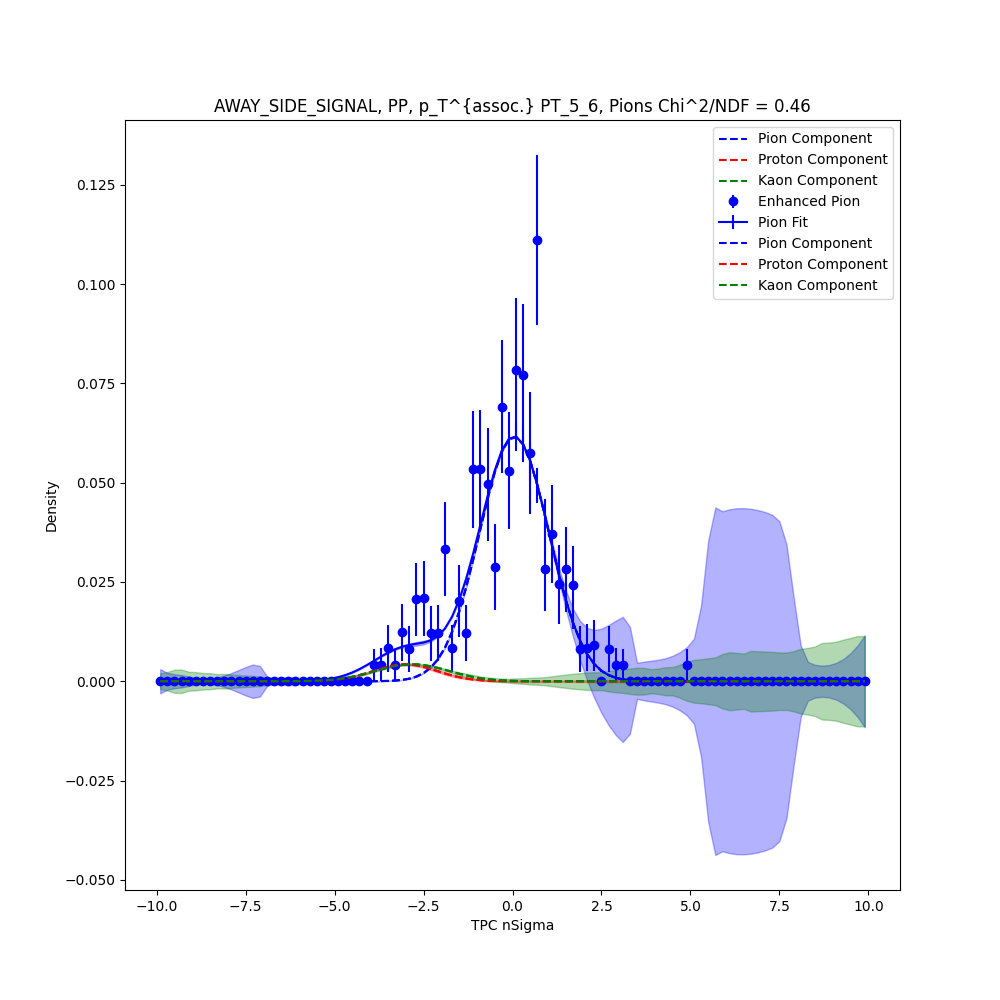 AWAY_SIDE_SIGNAL, PP, p_T^{assoc.} PT_5_6, Pions Chi^2/NDF = 0.46
Pion Component
Proton Component
Kaon Component
Enhanced Pion
Pion Fit
Pion Component
Proton Component
Kaon Component
0.125
0.100
0.075
0.050
0.025
0.000
−0.025
−0.050
Density
−10.0 −7.5 −5.0 −2.5 0.0 2.5 5.0 7.5 10.0
TPC nSigma